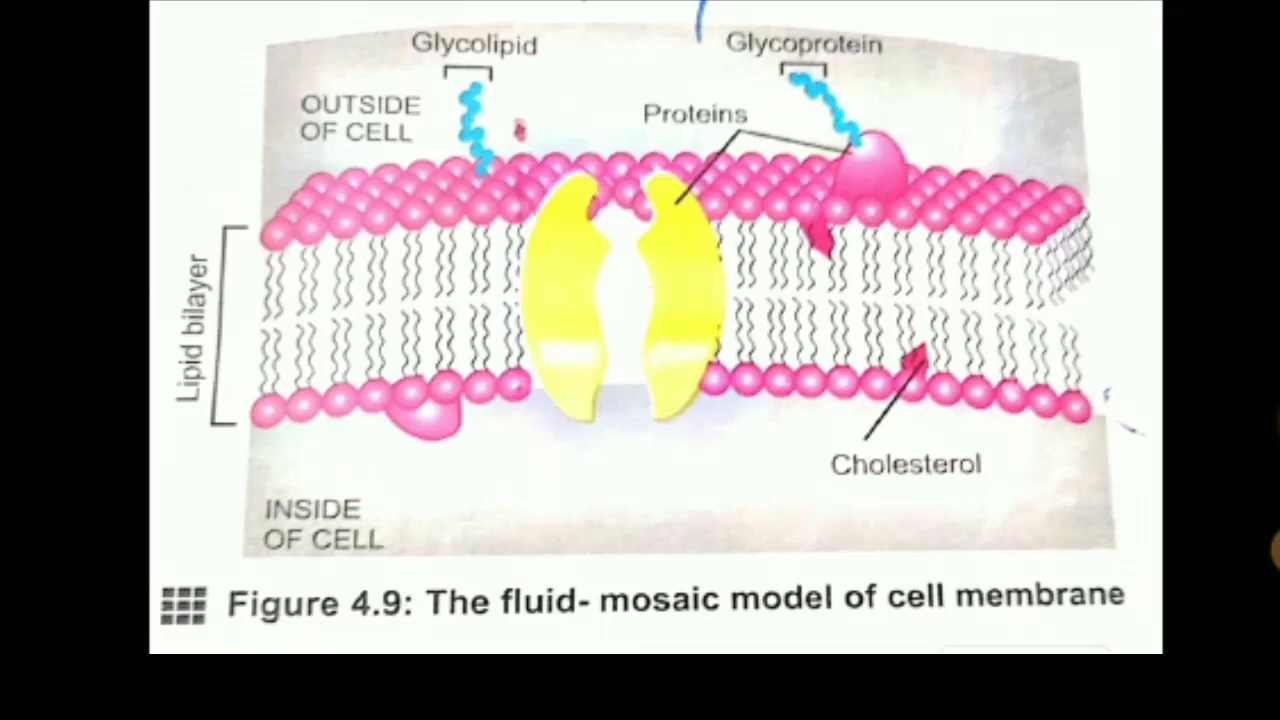 Glycolipid
Glycoprotein
OUTSIDE
OF CELL
Proteins
Lipid bilayer
Cholesterol
INSIDE
OF CELL
Figure 4.9: The fluid- mosaic model of cell membrane